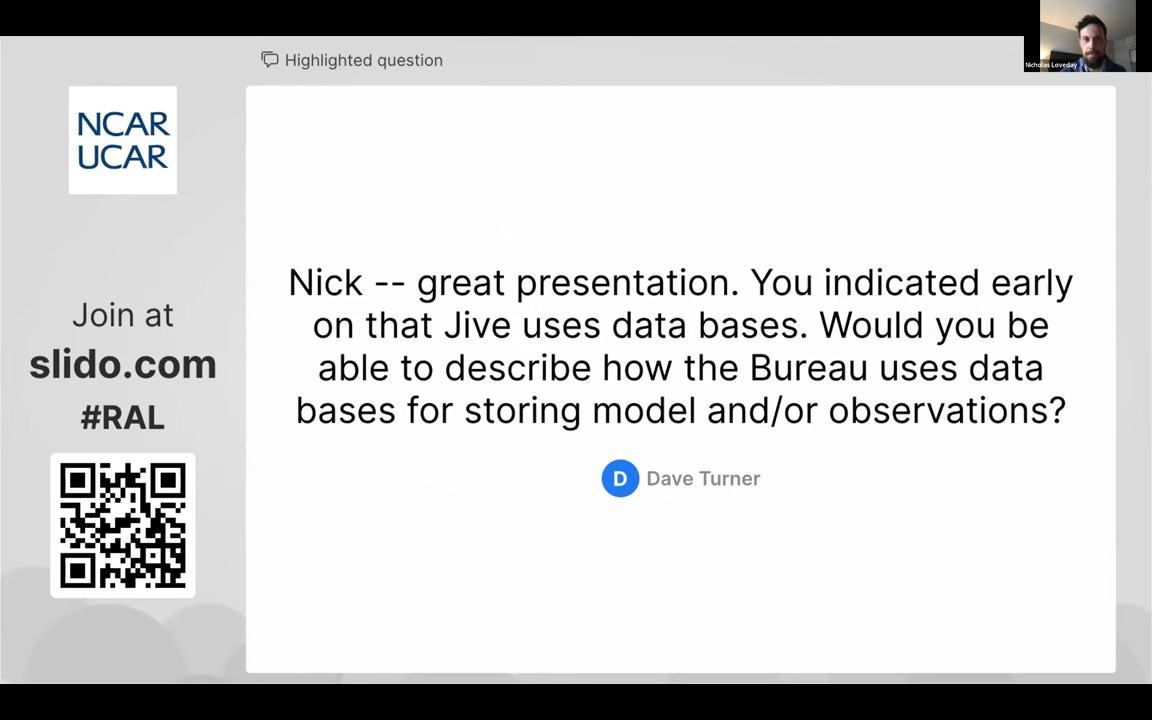 Highlighted question
Nicholas Loveday
NCAR
UCAR
Join at
slido.com
#RAL
Nick -- great presentation. You indicated early
on that Jive uses data bases. Would you be
able to describe how the Bureau uses data
bases for storing model and/or observations?
D Dave Turner